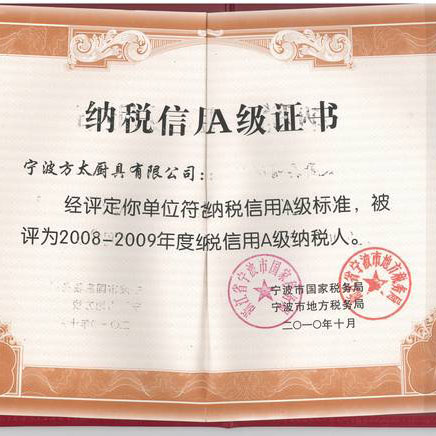 纳税信用A级证书
宁波方太厨具有限公司:
经评定你单位符合纳税信用A级标准，被
评为2008-2009年度纳税信用A级纳税人。
浙江省宁波市国家税务局
浙江省宁波市地方税务局
宁波市国家税务局
宁波市地方税务局
二〇一〇年十月